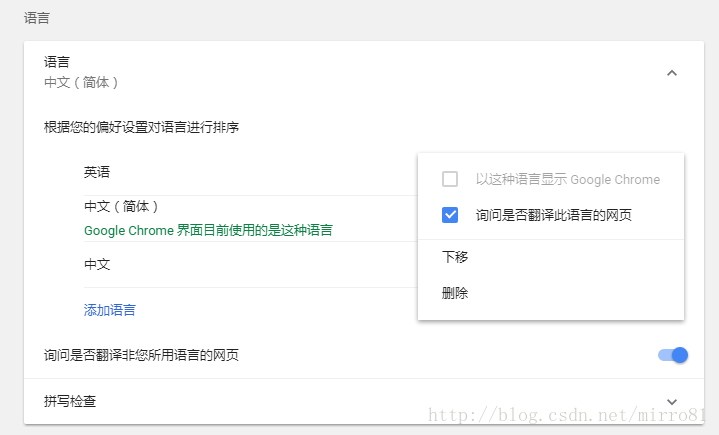 语言
语言
中文（简体）
根据您的偏好设置对语言进行排序
英语
以这种语言显示 Google Chrome
中文（简体）
询问是否翻译此语言的网页
Google Chrome 界面目前使用的是这种语言
下移
中文
删除
添加语言
询问是否翻译非您所用语言的网页
拼写检查
http://blog.csdn.net/mirro81